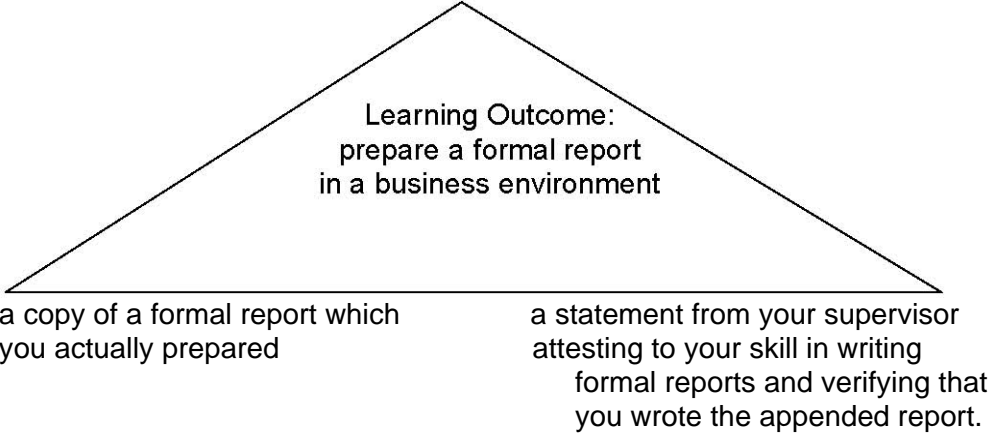 Learning Outcome:
prepare a formal report
in a business environment
a copy of a formal report which
you actually prepared
a statement from your supervisor
attesting to your skill in writing
formal reports and verifying that
you wrote the appended report.